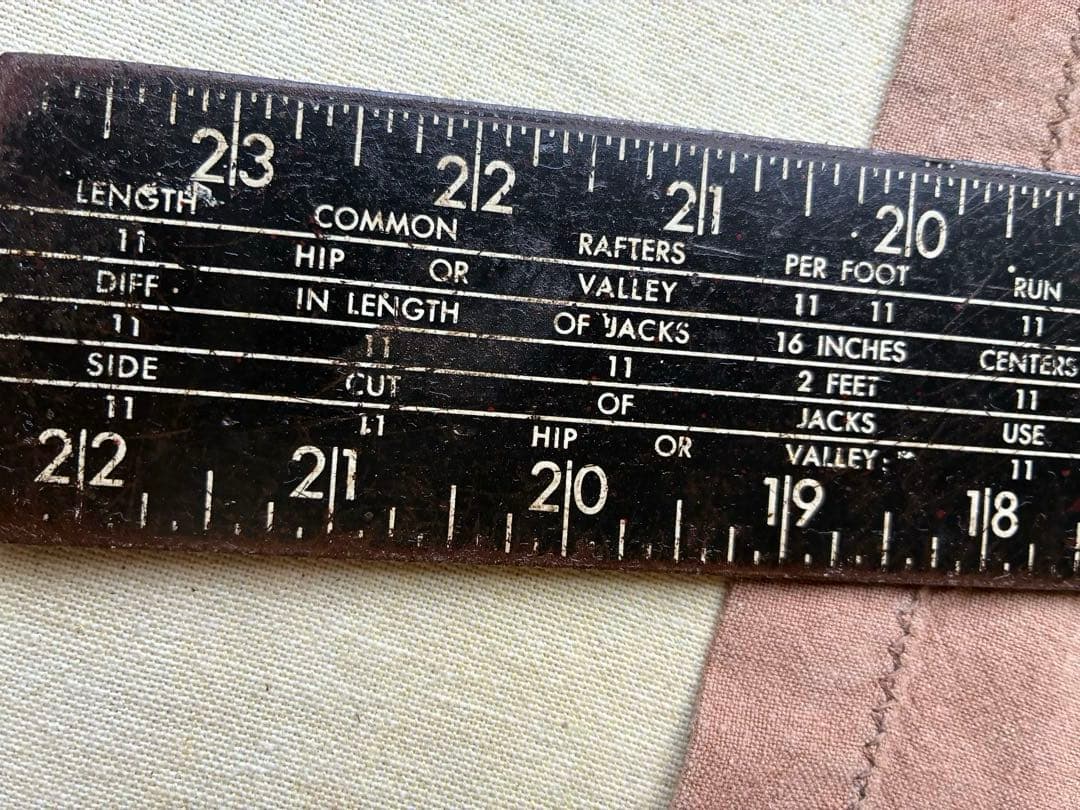 23 22 21 20
LENGTH COMMON RAFTERS PER FOOT RUN
11 HIP OR VALLEY 11 11 11
DIFF IN LENGTH OF JACKS 16 INCHES CENTERS
11 11 11 2 FEET 11
SIDE CUT OF JACKS USE
11 11 HIP OR VALLEY 11
22 21 20 19 18